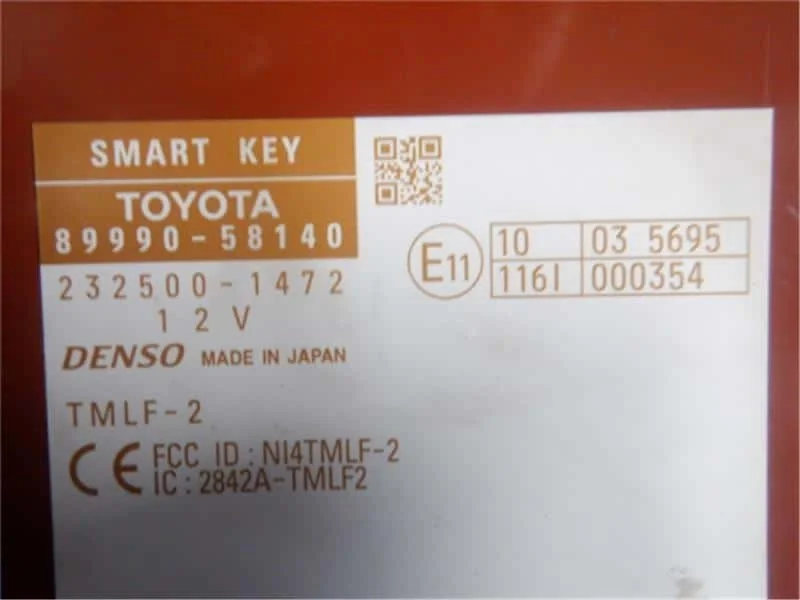 SMART KEY
TOYOTA
89990-58140
232500-1472
12V
DENSO MADE IN JAPAN
TMLF-2
CE FCC ID : NI4TMLF-2
IC : 2842A-TMLF2
E11
10 03 5695
116I 000354